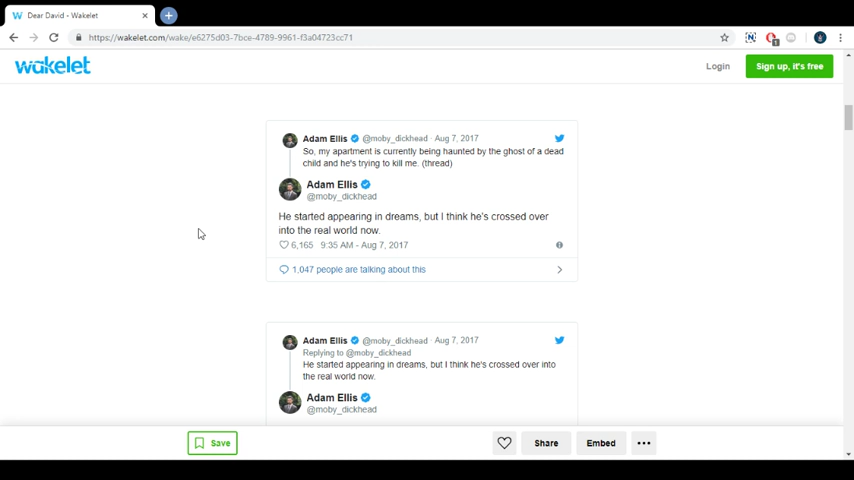 Dear David - Wakelet
https://wakelet.com/wake/e6275d03-7bce-4789-9961-f3a04723cc71
wakelet
Login
Sign up, it's free
Adam Ellis @moby_dickhead · Aug 7, 2017
So, my apartment is currently being haunted by the ghost of a dead
child and he's trying to kill me. (thread)
Adam Ellis
@moby_dickhead
He started appearing in dreams, but I think he's crossed over
into the real world now.
6,165 9:35 AM - Aug 7, 2017
1,047 people are talking about this
Adam Ellis @moby_dickhead · Aug 7, 2017
Replying to @moby_dickhead
He started appearing in dreams, but I think he's crossed over into
the real world now.
Adam Ellis
@moby_dickhead
Save
Share
Embed